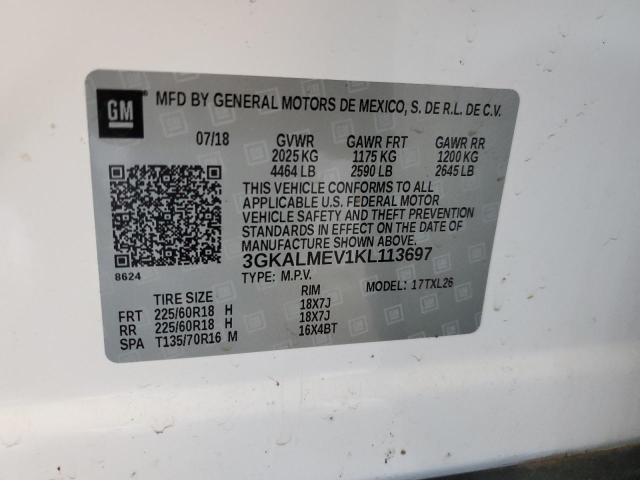 GM MFD BY GENERAL MOTORS DE MEXICO, S. DE R.L. DE C.V.
07/18 GVWR GAWR FRT GAWR RR
2025 KG 1175 KG 1200 KG
4464 LB 2590 LB 2645 LB
THIS VEHICLE CONFORMS TO ALL
APPLICABLE U.S. FEDERAL MOTOR
VEHICLE SAFETY AND THEFT PREVENTION
STANDARDS IN EFFECT ON THE DATE OF
MANUFACTURE SHOWN ABOVE.
3GKALMEV1KL113697
8624
TYPE: M.P.V. MODEL: 17TXL26
TIRE SIZE RIM
FRT 225/60R18 H 18X7J
RR 225/60R18 H 18X7J
SPA T135/70R16 M 16X4BT